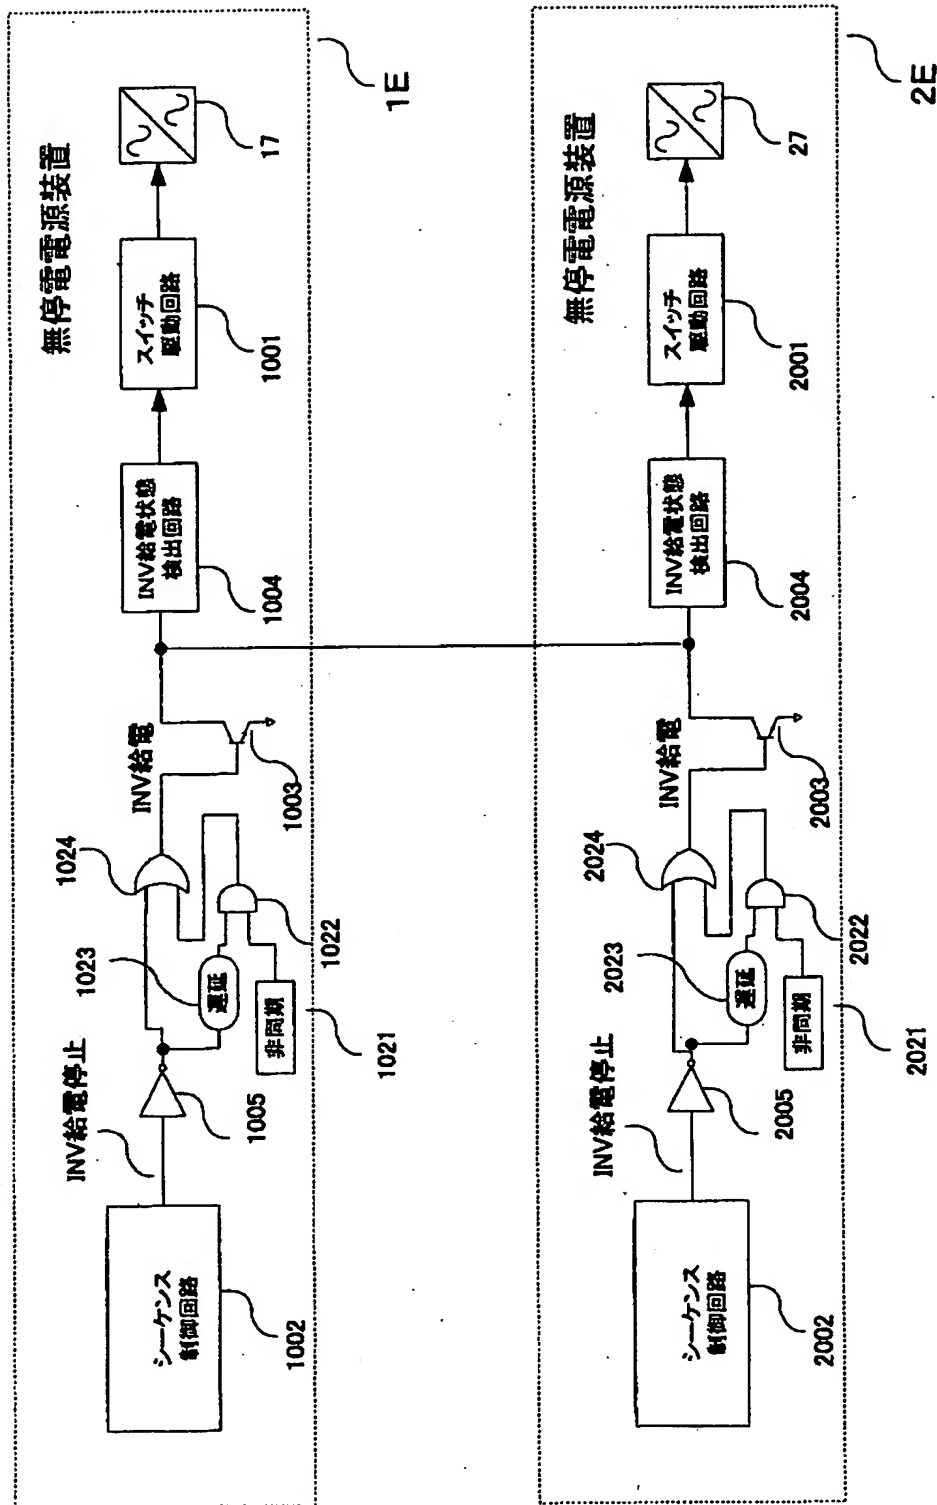 無停電電源装置
1E
シーケンス
制御回路
1002
INV給電停止
1005
非同期
1021
遅延
1023
1022
1024
INV給電
1003
INV給電状態
検出回路
1004
スイッチ
駆動回路
1001
17
無停電電源装置
2E
シーケンス
制御回路
2002
INV給電停止
2005
非同期
2021
遅延
2023
2022
2024
INV給電
2003
INV給電状態
検出回路
2004
スイッチ
駆動回路
2001
27